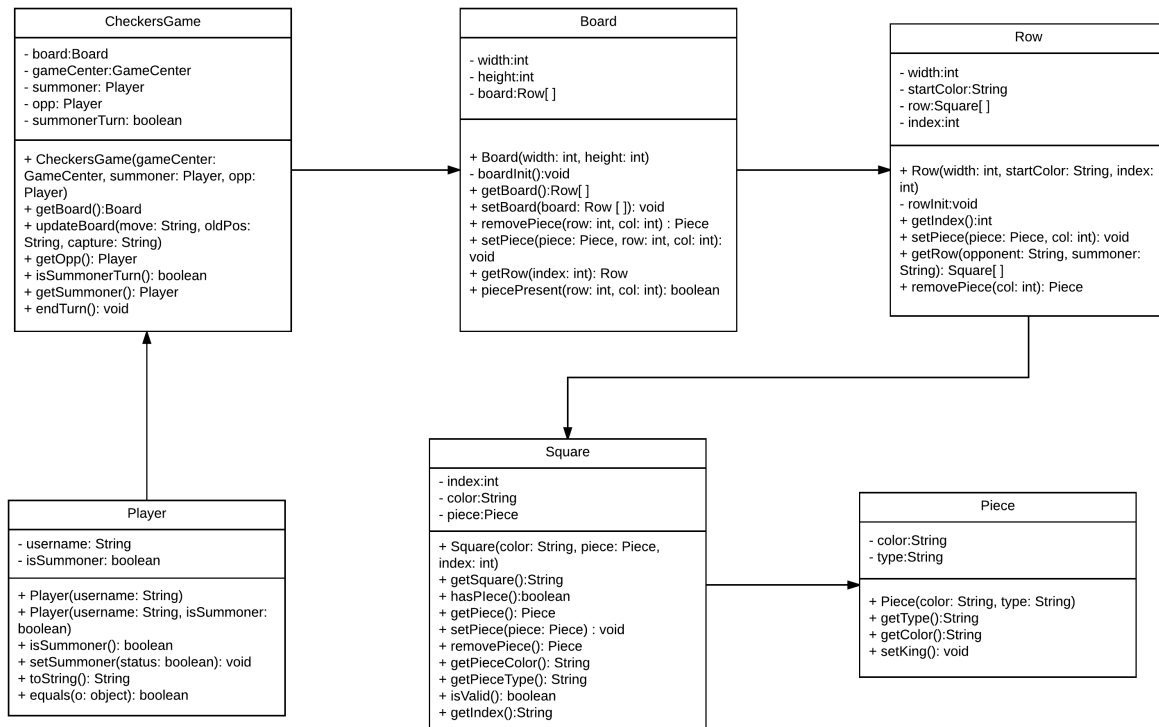 CheckersGame
- board:Board
- gameCenter:GameCenter
- summoner: Player
- opp: Player
- summonerTurn: boolean
+ CheckersGame(gameCenter:
GameCenter, summoner: Player, opp:
Player)
+ getBoard():Board
+ updateBoard(move: String, oldPos:
String, capture: String)
+ getOpp(): Player
+ isSummonerTurn(): boolean
+ getSummoner(): Player
+ endTurn(): void
Board
- width:int
- height:int
- board:Row[ ]
+ Board(width: int, height: int)
- boardInit():void
+ getBoard():Row[ ]
+ setBoard(board: Row [ ]): void
+ removePiece(row: int, col: int) : Piece
+ setPiece(piece: Piece, row: int, col: int):
void
+ getRow(index: int): Row
+ piecePresent(row: int, col: int): boolean
Row
- width:int
- startColor:String
- row:Square[ ]
- index:int
+ Row(width: int, startColor: String, index:
int)
- rowInit:void
+ getIndex():int
+ setPiece(piece: Piece, col: int): void
+ getRow(opponent: String, summoner:
String): Square[ ]
+ removePiece(col: int): Piece
Player
- username: String
- isSummoner: boolean
+ Player(username: String)
+ Player(username: String, isSummoner:
boolean)
+ isSummoner(): boolean
+ setSummoner(status: boolean): void
+ toString(): String
+ equals(o: object): boolean
Square
- index:int
- color:String
- piece:Piece
+ Square(color: String, piece: Piece,
index: int)
+ getSquare():String
+ hasPIece():boolean
+ getPiece(): Piece
+ setPiece(piece: Piece) : void
+ removePiece(): Piece
+ getPieceColor(): String
+ getPieceType(): String
+ isValid(): boolean
+ getIndex():String
Piece
- color:String
- type:String
+ Piece(color: String, type: String)
+ getType():String
+ getColor():String
+ setKing(): void